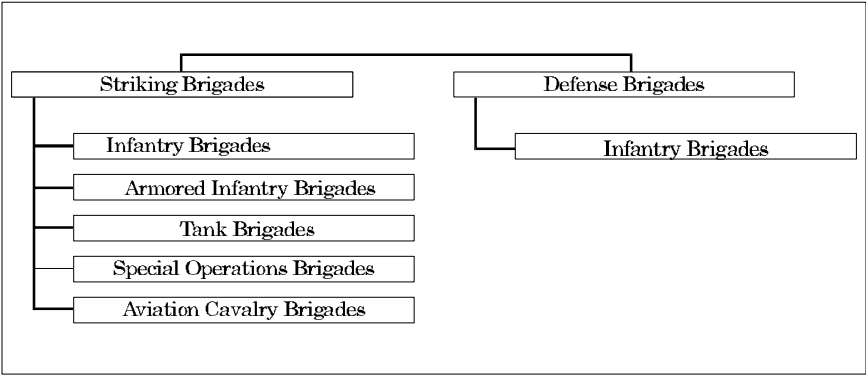 Striking Brigades
Defense Brigades
Infantry Brigades
Armored Infantry Brigades
Tank Brigades
Special Operations Brigades
Aviation Cavalry Brigades
Infantry Brigades